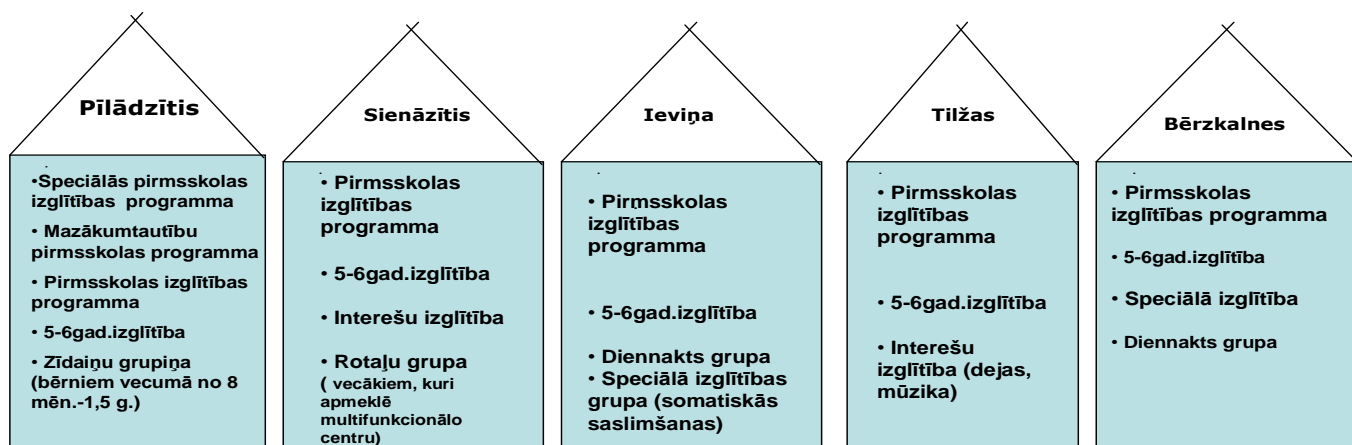 Pīlādzītis
•Speciālās pirmsskolas
izglītības programma
• Mazākumtautību
pirmsskolas programma
• Pirmsskolas izglītības
programma
• 5-6gad.izglītība
• Zīdaiņu grupiņa
(bērniem vecumā no 8
mēn.-1,5 g.)
Sienāzītis
• Pirmsskolas
izglītības
programma
• 5-6gad.izglītība
• Interešu izglītība
• Rotaļu grupa
( vecākiem, kuri
apmeklē
multifunkcionālo
centru)
Ieviņa
• Pirmsskolas
izglītības
programma
• 5-6gad.izglītība
• Diennakts grupa
• Speciālā izglītības
grupa (somatiskās
saslimšanas)
Tilžas
• Pirmsskolas
izglītības
programma
• 5-6gad.izglītība
• Interešu
izglītība (dejas,
mūzika)
Bērzkalnes
• Pirmsskolas
izglītības programma
• 5-6gad.izglītība
• Speciālā izglītība
• Diennakts grupa